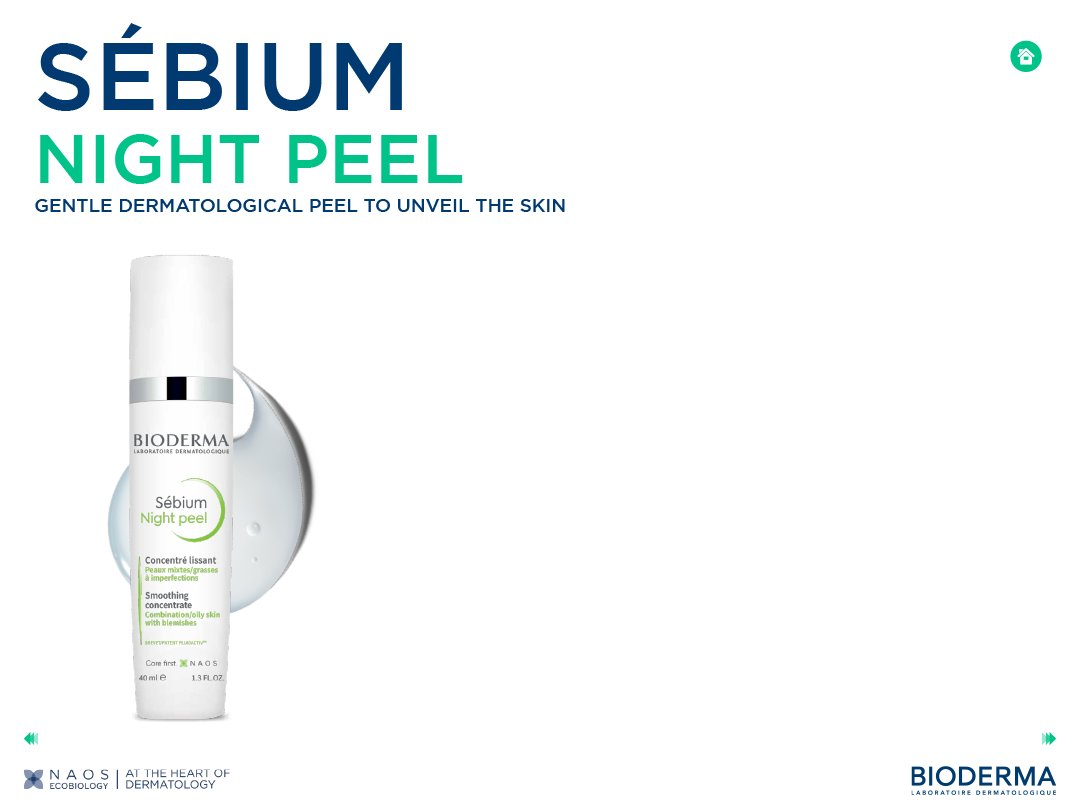 SÉBIUM
NIGHT PEEL
GENTLE DERMATOLOGICAL PEEL TO UNVEIL THE SKIN
BIODERMA
LABORATOIRE DERMATOLOGIQUE
Sébium
Night peel
Concentré lissant
Peaux mixtes/grasses
à imperfections
Smoothing
concentrate
Combination/oily skin
with blemishes
Care first. NAOS
40 ml ℮ 1.3 FL.OZ.
NAOS
ECOBIOLOGY
AT THE HEART OF
DERMATOLOGY
BIODERMA
LABORATOIRE DERMATOLOGIQUE